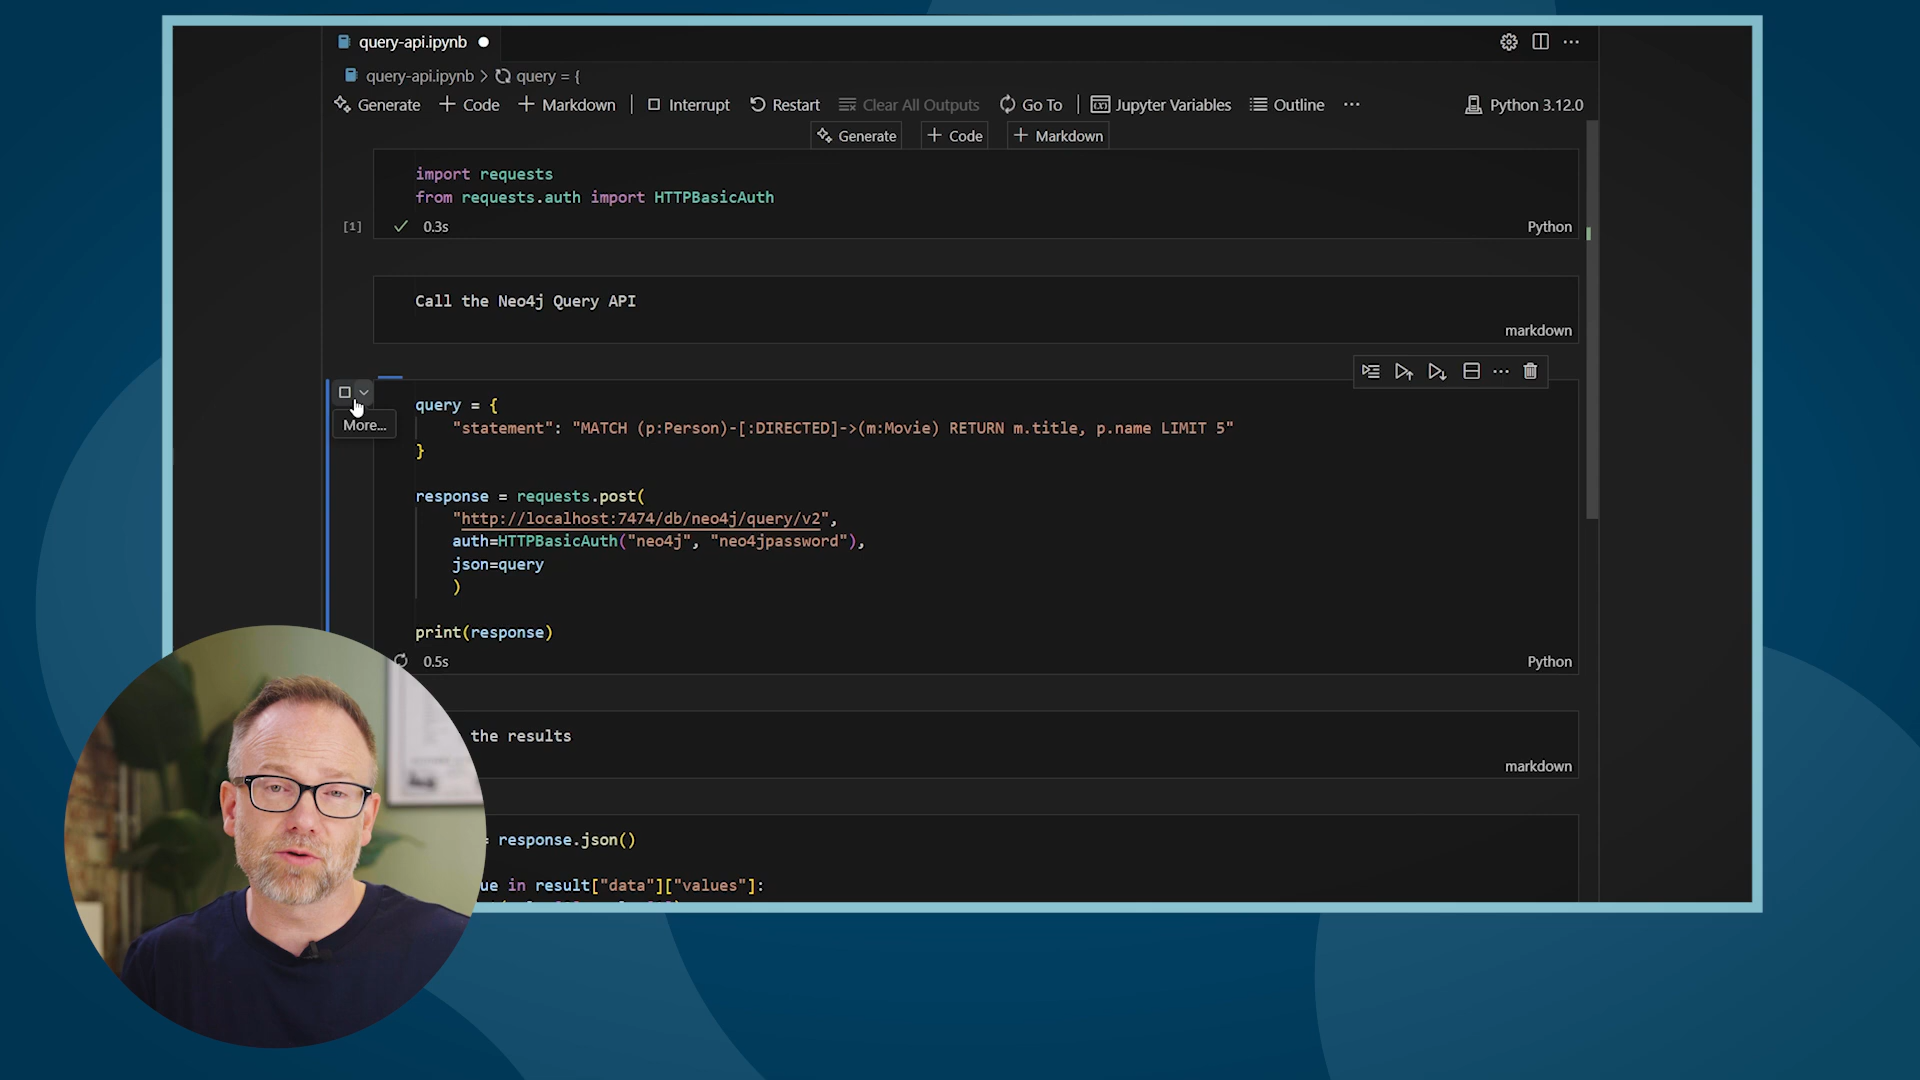 query-api.ipynb
query-api.ipynb > query = {
Generate + Code + Markdown Interrupt Restart Clear All Outputs Go To Jupyter Variables Outline ... Python 3.12.0
Generate + Code + Markdown
import requests
from requests.auth import HTTPBasicAuth
[1] 0.3s Python
Call the Neo4j Query API
markdown
More...
query = {
"statement": "MATCH (p:Person)-[:DIRECTED]->(m:Movie) RETURN m.title, p.name LIMIT 5"
}
response = requests.post(
"http://localhost:7474/db/neo4j/query/v2",
auth=HTTPBasicAuth("neo4j", "neo4jpassword"),
json=query
)
print(response)
0.5s Python
the results
markdown
= response.json()
in result["data"]["values"]: